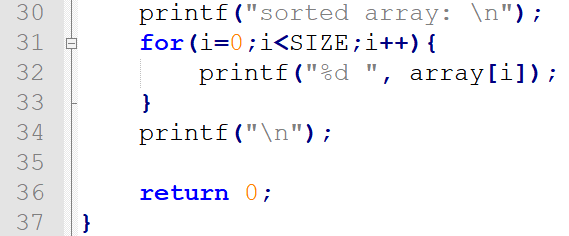 30 printf("sorted array: \n");
31 for(i=0;i<SIZE;i++){
32 printf("%d ", array[i]);
33 }
34 printf("\n");
35
36 return 0;
37 }